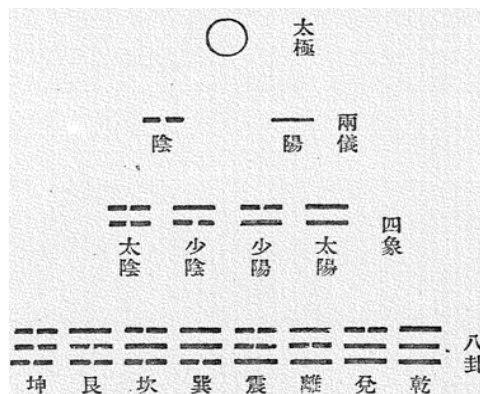 太極
兩儀
陽
陰
四象
太陽
少陽
少陰
太陰
八卦
乾
兌
離
震
巽
坎
艮
坤